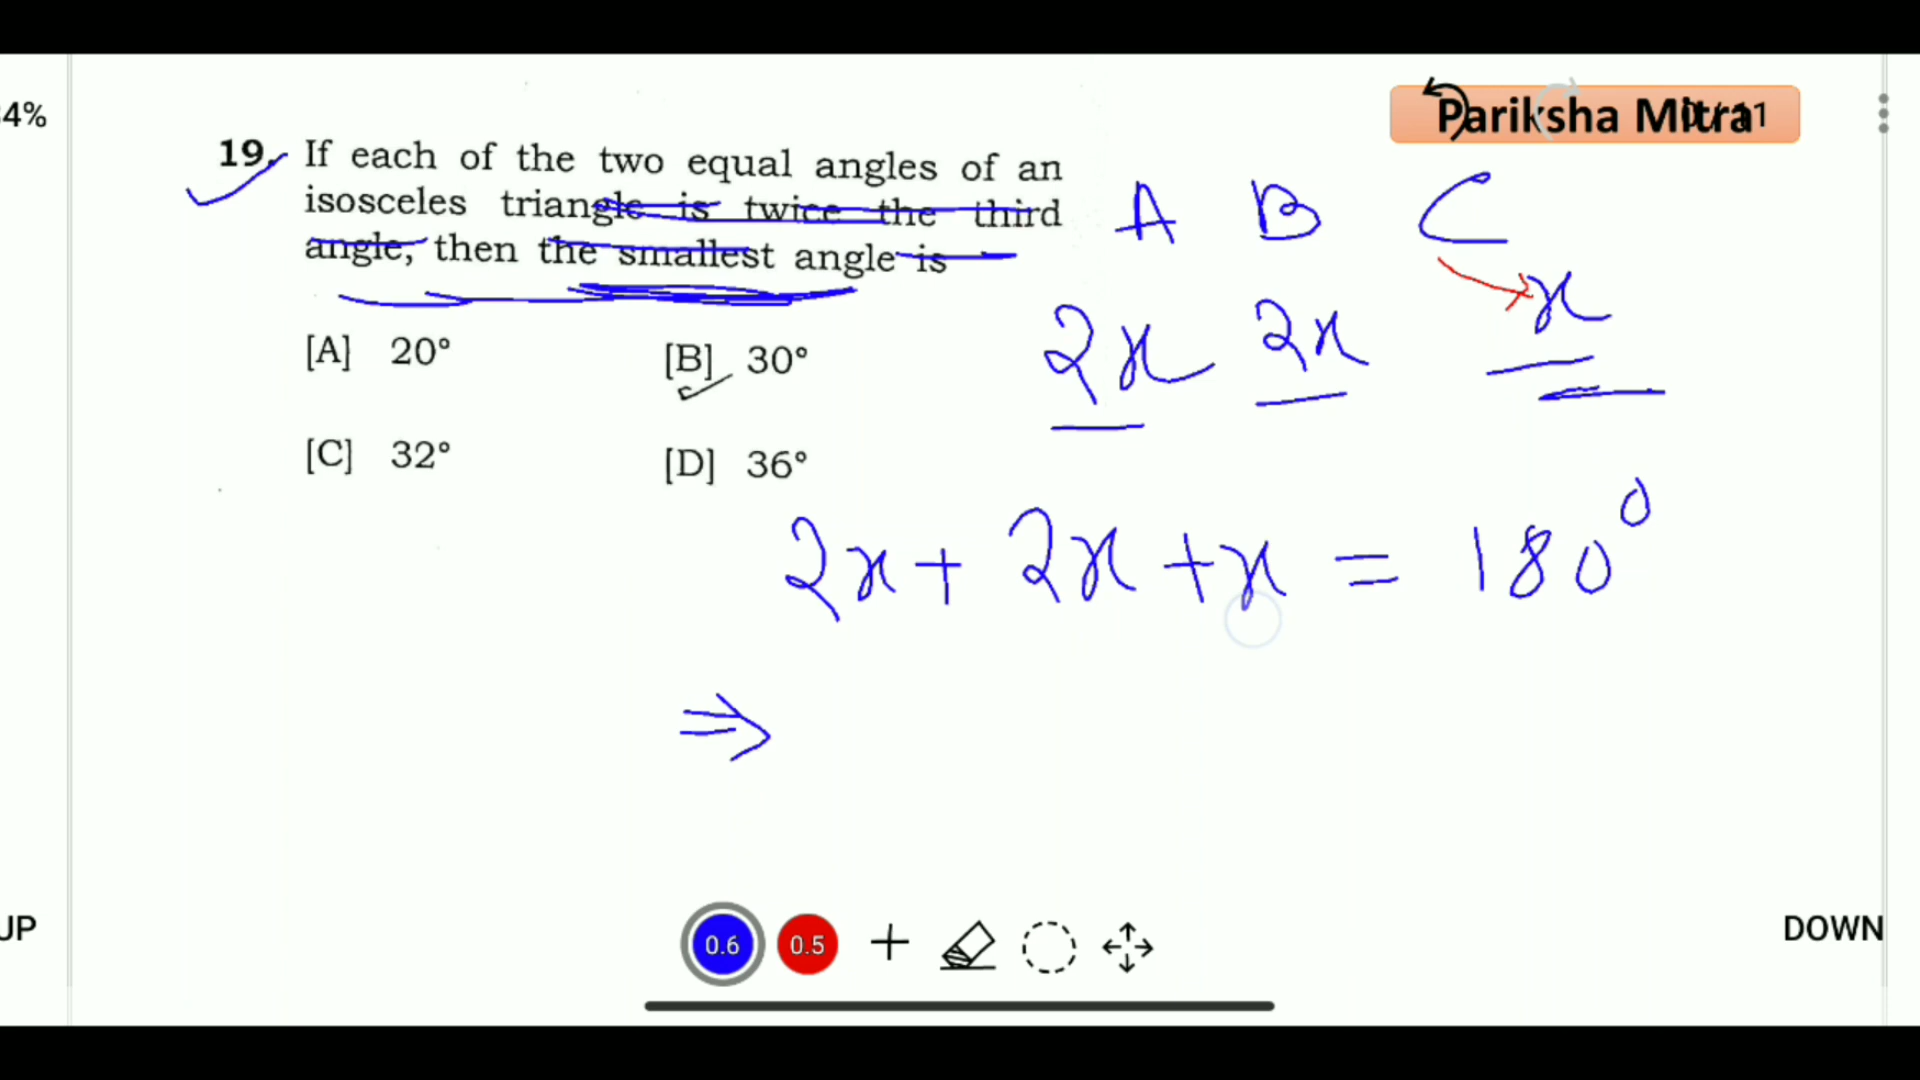 34%
Pariksha Mitra
19. If each of the two equal angles of an
isosceles triangle is twice the third
angle, then the smallest angle is
[A] 20° [B] 30°
[C] 32° [D] 36°
A B C
2x 2x x
2x + 2x + x = 180°
⇒
UP
DOWN
0.6 0.5